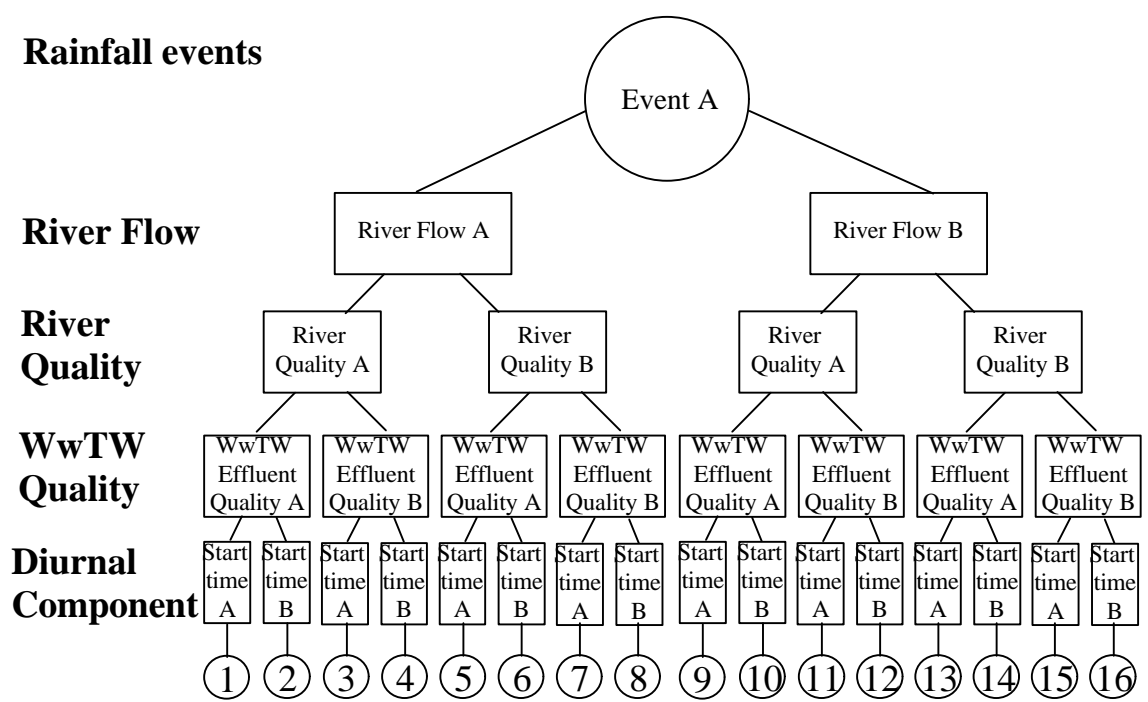 Rainfall events
Event A
River Flow
River Flow A
River Flow B
River
Quality
River
Quality A
River
Quality B
River
Quality A
River
Quality B
WwTW
Quality
WwTW
Effluent
Quality A
WwTW
Effluent
Quality B
WwTW
Effluent
Quality A
WwTW
Effluent
Quality B
WwTW
Effluent
Quality A
WwTW
Effluent
Quality B
WwTW
Effluent
Quality A
WwTW
Effluent
Quality B
Diurnal
Component
Start
time
A
Start
time
B
Start
time
A
Start
time
B
Start
time
A
Start
time
B
Start
time
A
Start
time
B
Start
time
A
Start
time
B
Start
time
A
Start
time
B
Start
time
A
Start
time
B
Start
time
A
Start
time
B
1
2
3
4
5
6
7
8
9
10
11
12
13
14
15
16